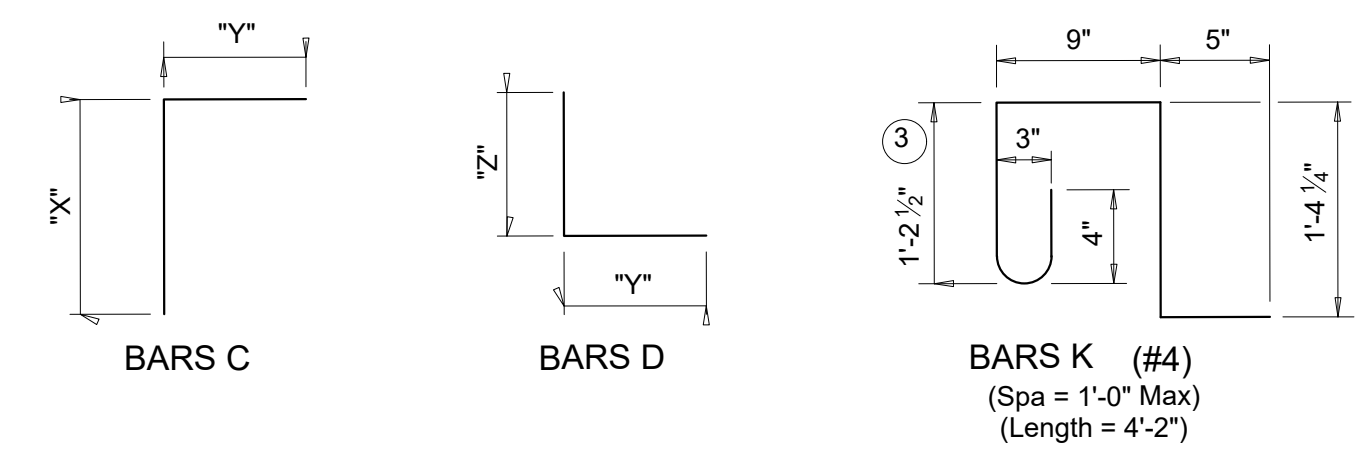 "Y"
"X"
BARS C
"Z"
"Y"
BARS D
9"
5"
3
3"
1'-2 ½"
4"
1'-4 ¼"
BARS K (#4)
(Spa = 1'-0" Max)
(Length = 4'-2")